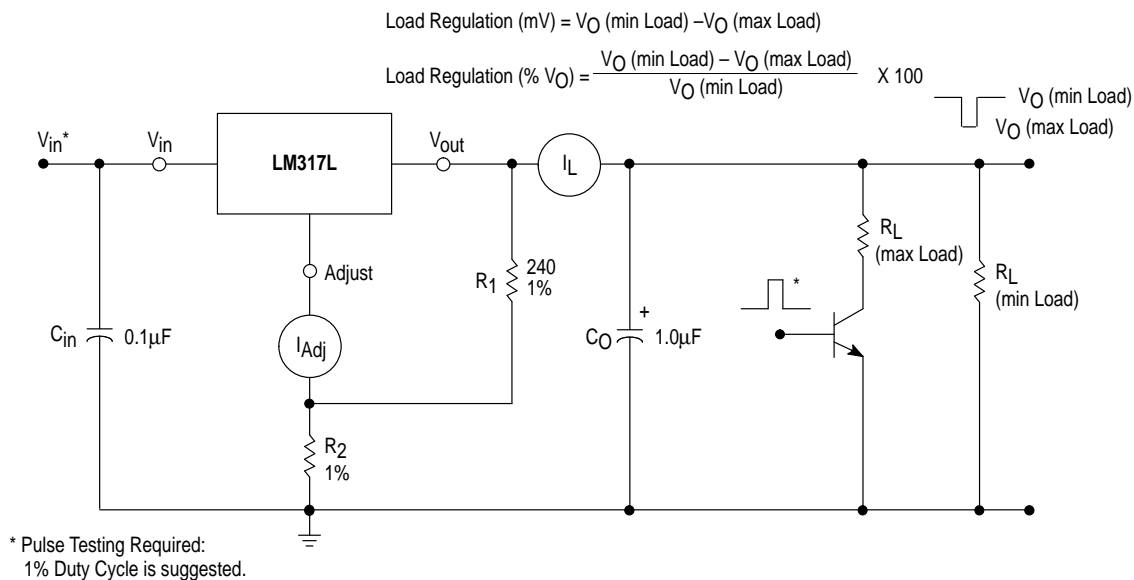 Load Regulation (mV) = VO (min Load) –VO (max Load)
Load Regulation (% VO) = VO (min Load) – VO (max Load)
VO (min Load)
X 100
VO (min Load)
VO (max Load)
Vin*
Vin
LM317L
Vout
IL
Adjust
R1
240
1%
RL
(max Load)
RL
(min Load)
*
Cin
0.1μF
IAdj
CO
+
1.0μF
R2
1%
* Pulse Testing Required:
1% Duty Cycle is suggested.